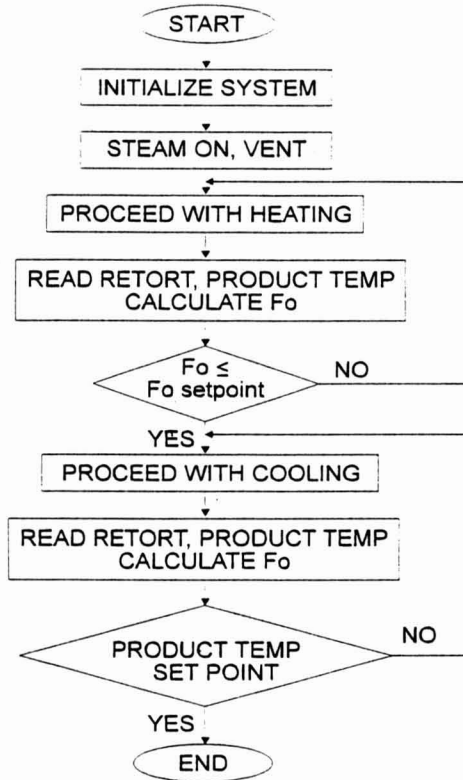 START
INITIALIZE SYSTEM
STEAM ON, VENT
PROCEED WITH HEATING
READ RETORT, PRODUCT TEMP
CALCULATE Fo
Fo ≤
Fo setpoint
NO
YES
PROCEED WITH COOLING
READ RETORT, PRODUCT TEMP
CALCULATE Fo
PRODUCT TEMP
SET POINT
NO
YES
END